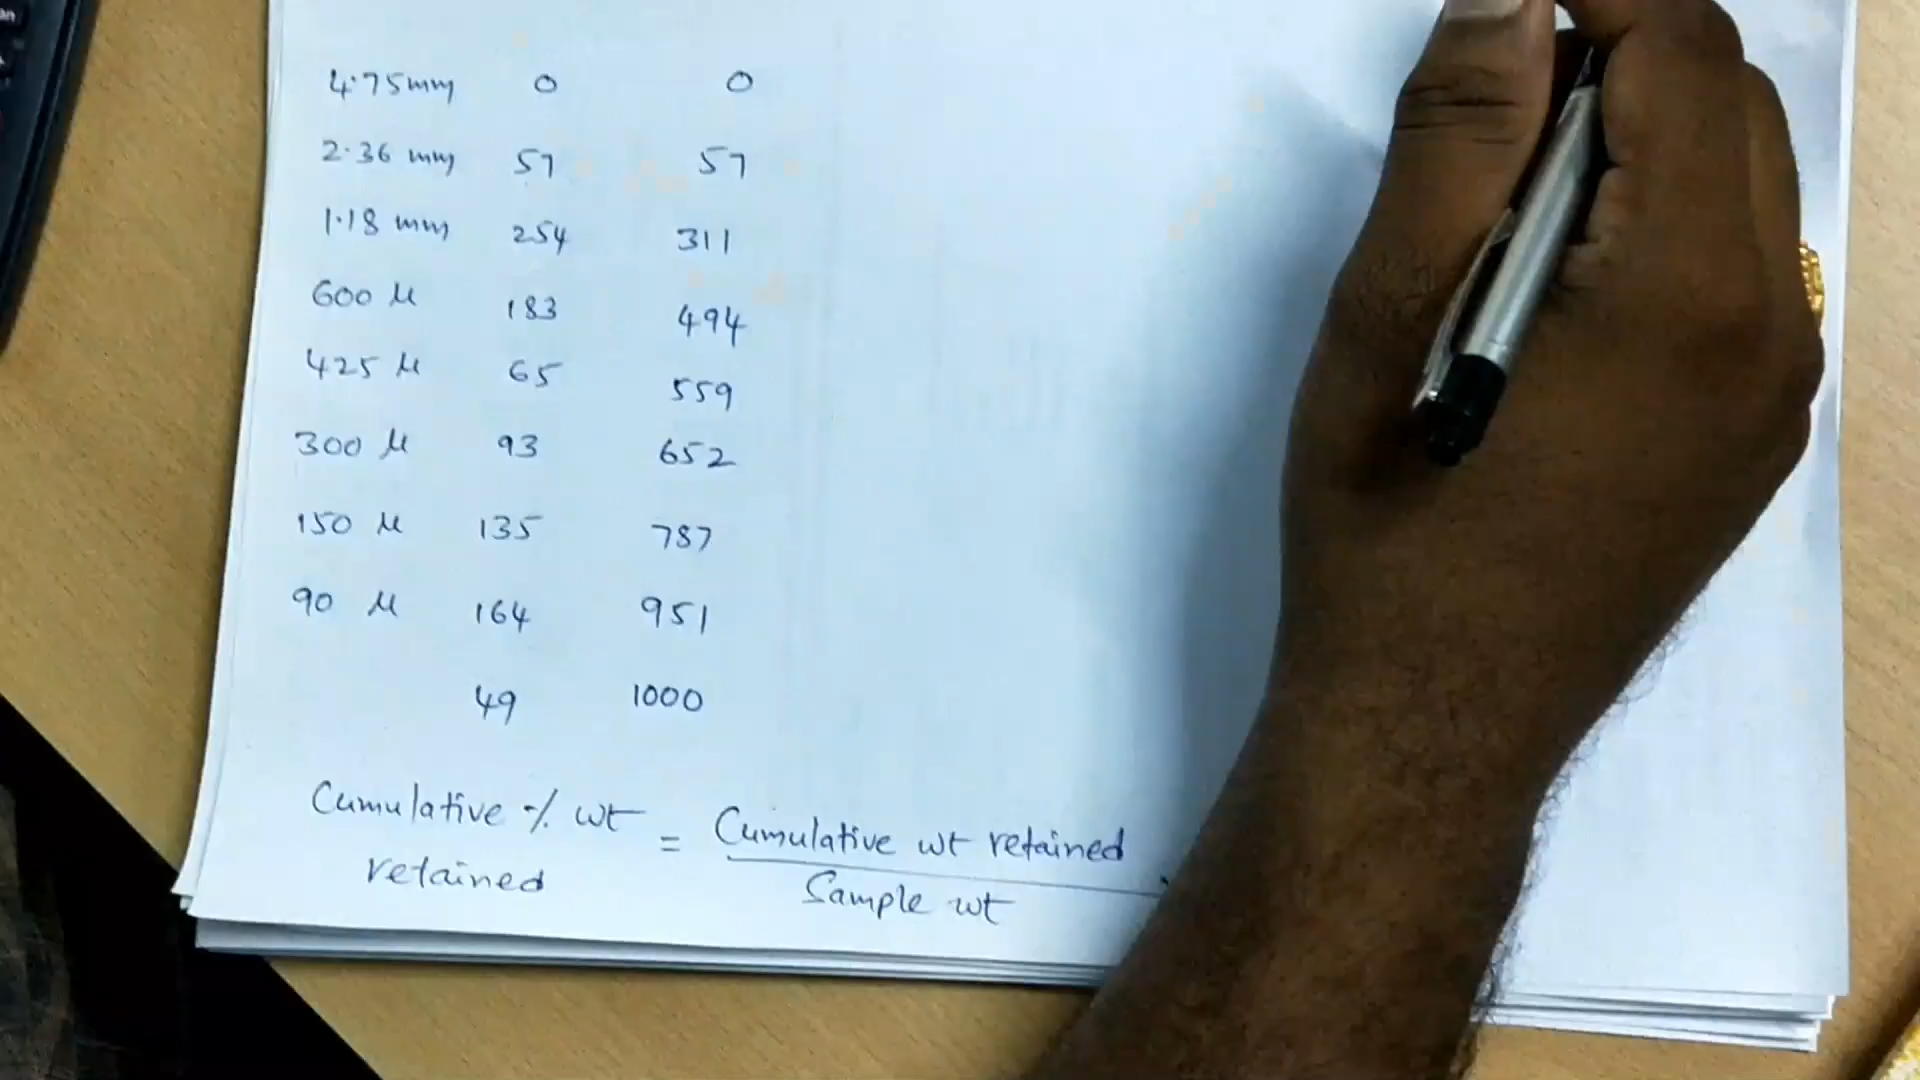 4.75mm 0 0
2.36 mm 57 57
1.18 mm 254 311
600 μ 183 494
425 μ 65 559
300 μ 93 652
150 μ 135 787
90 μ 164 951
49 1000
Cumulative % wt retained = Cumulative wt retained
Sample wt